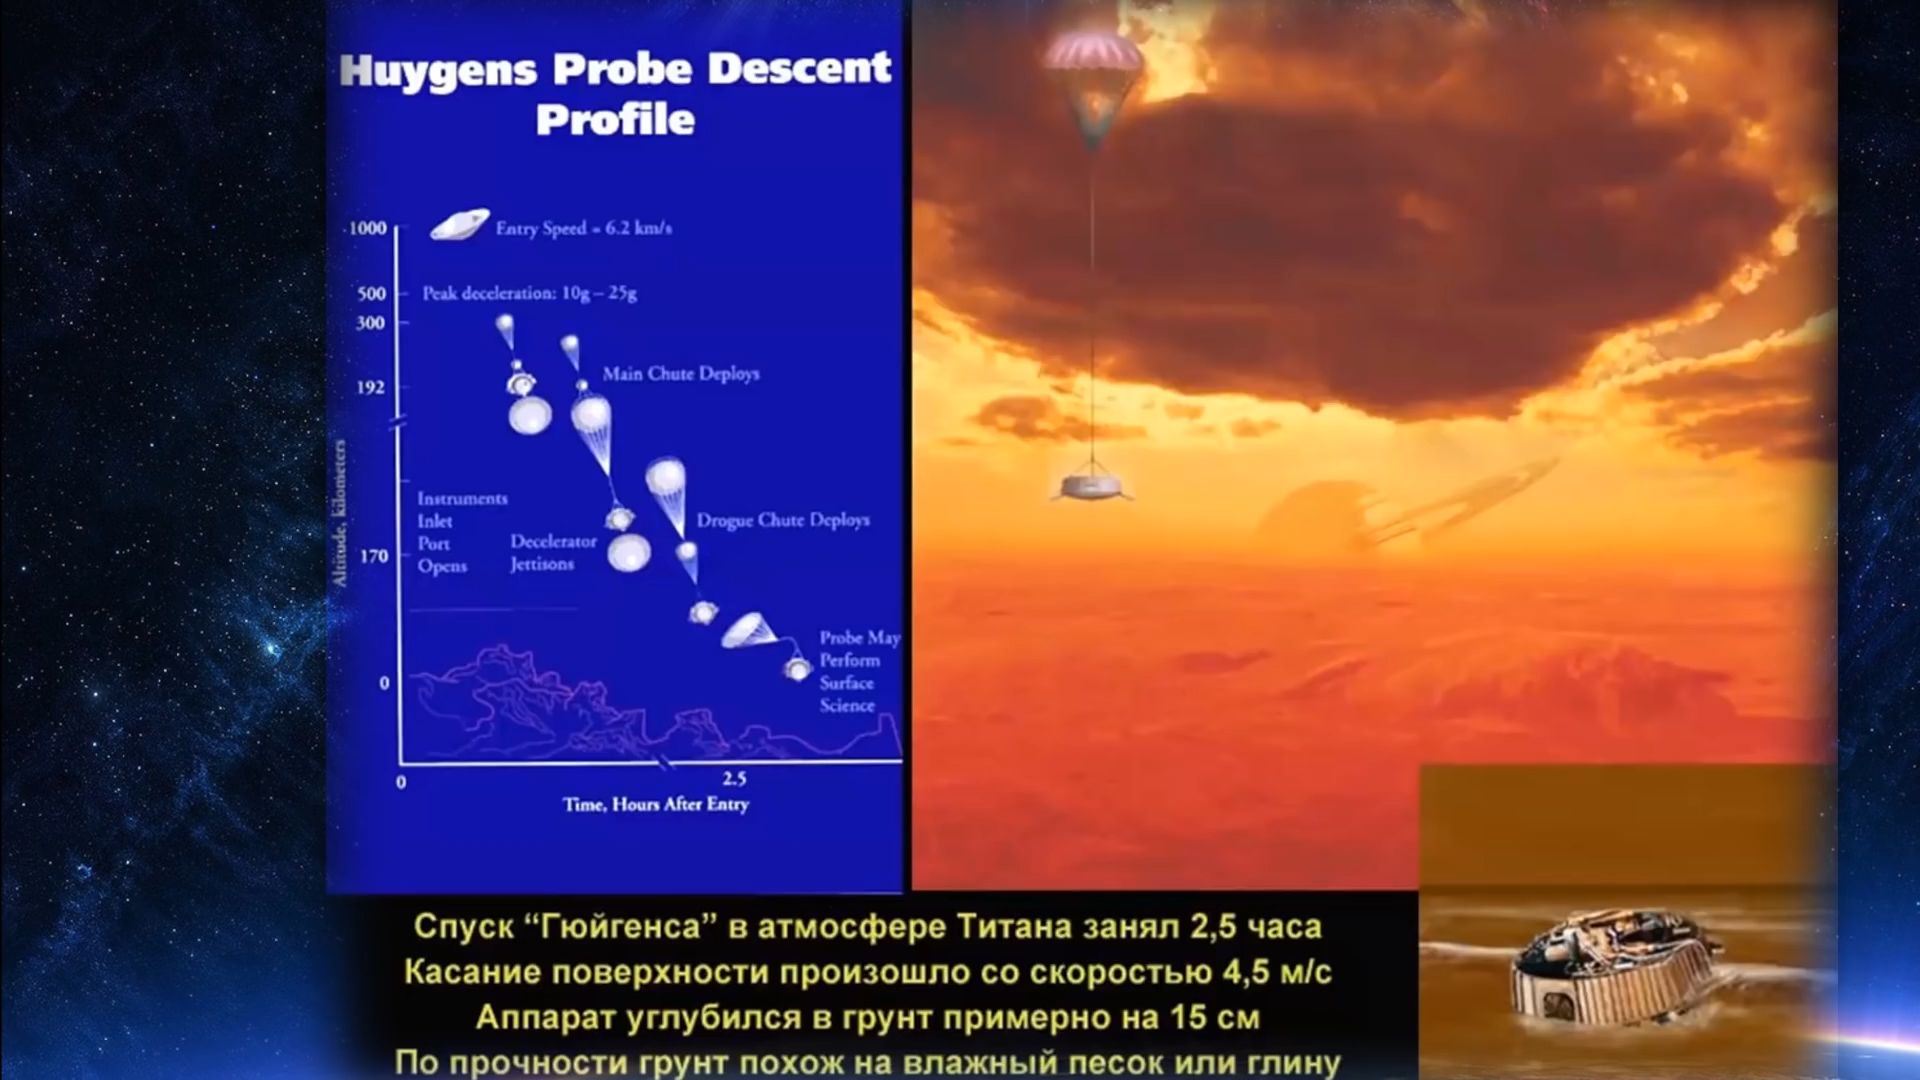 Huygens Probe Descent
Profile
1000
Entry Speed = 6.2 km/s
500
Peak deceleration: 10g – 25g
300
Main Chute Deploys
192
Altitude, kilometers
Instruments
Inlet
Port
Opens
Decelerator
Jettisons
Drogue Chute Deploys
170
Probe May
Perform
Surface
Science
0
0
2.5
Time, Hours After Entry
Спуск “Гюйгенса” в атмосфере Титана занял 2,5 часа
Касание поверхности произошло со скоростью 4,5 м/с
Аппарат углубился в грунт примерно на 15 см
По прочности грунт похож на влажный песок или глину